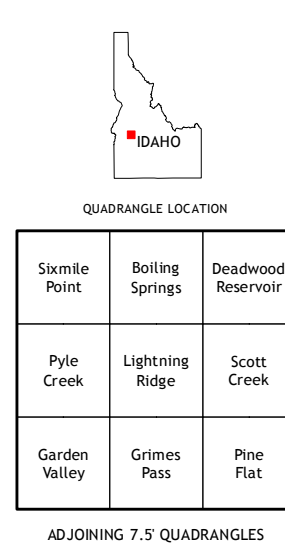 IDAHO
QUADRANGLE LOCATION
Sixmile
Point
Boiling
Springs
Deadwood
Reservoir
Pyle
Creek
Lightning
Ridge
Scott
Creek
Garden
Valley
Grimes
Pass
Pine
Flat
ADJOINING 7.5' QUADRANGLES